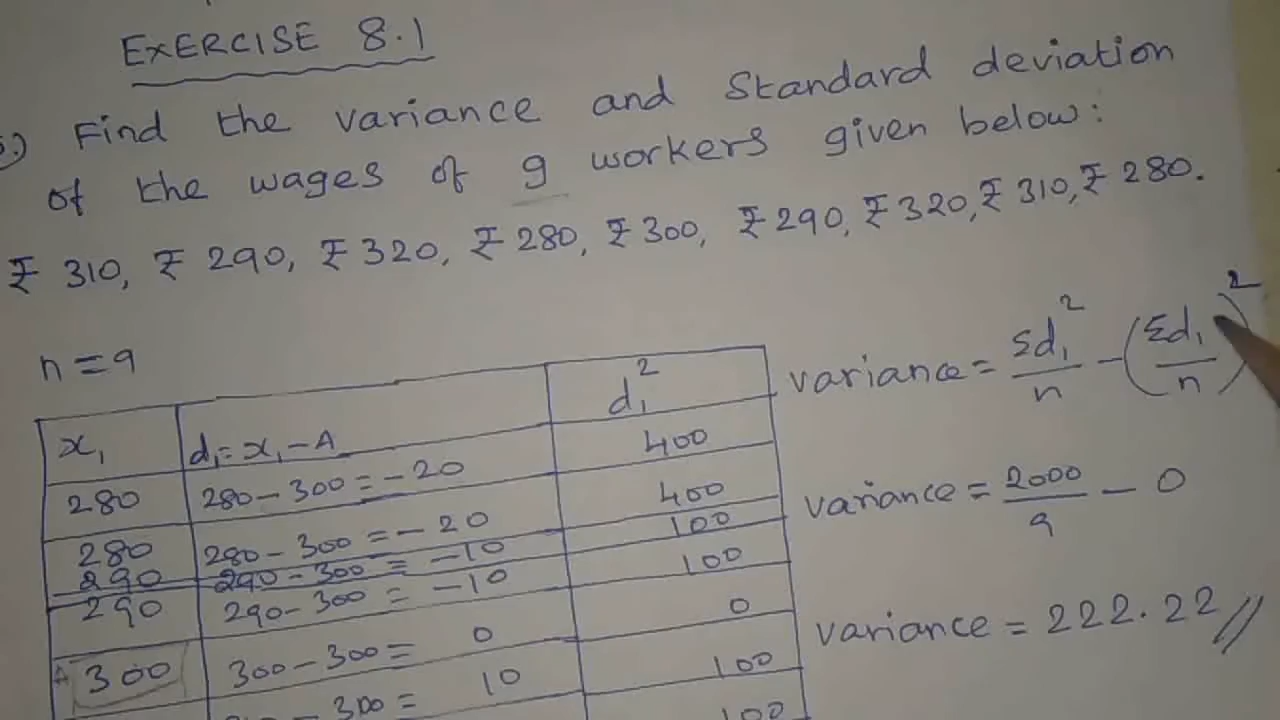 EXERCISE 8.1
5.) Find the variance and Standard deviation
of the wages of 9 workers given below:
₹ 310, ₹ 290, ₹ 320, ₹ 280, ₹ 300, ₹ 290, ₹ 320, ₹ 310, ₹ 280.
n = 9
x₁ d₁ = x₁ - A d₁²
280 280 - 300 = - 20 400
280 280 - 300 = - 20 400
290 290 - 300 = - 10 100
290 290 - 300 = - 10 100
A 300 300 - 300 = 0 0
- 300 = 10 100
100
variance = Σd₁²/n - (Σd₁/n)²
variance = 2000/9 - 0
variance = 222.22 //